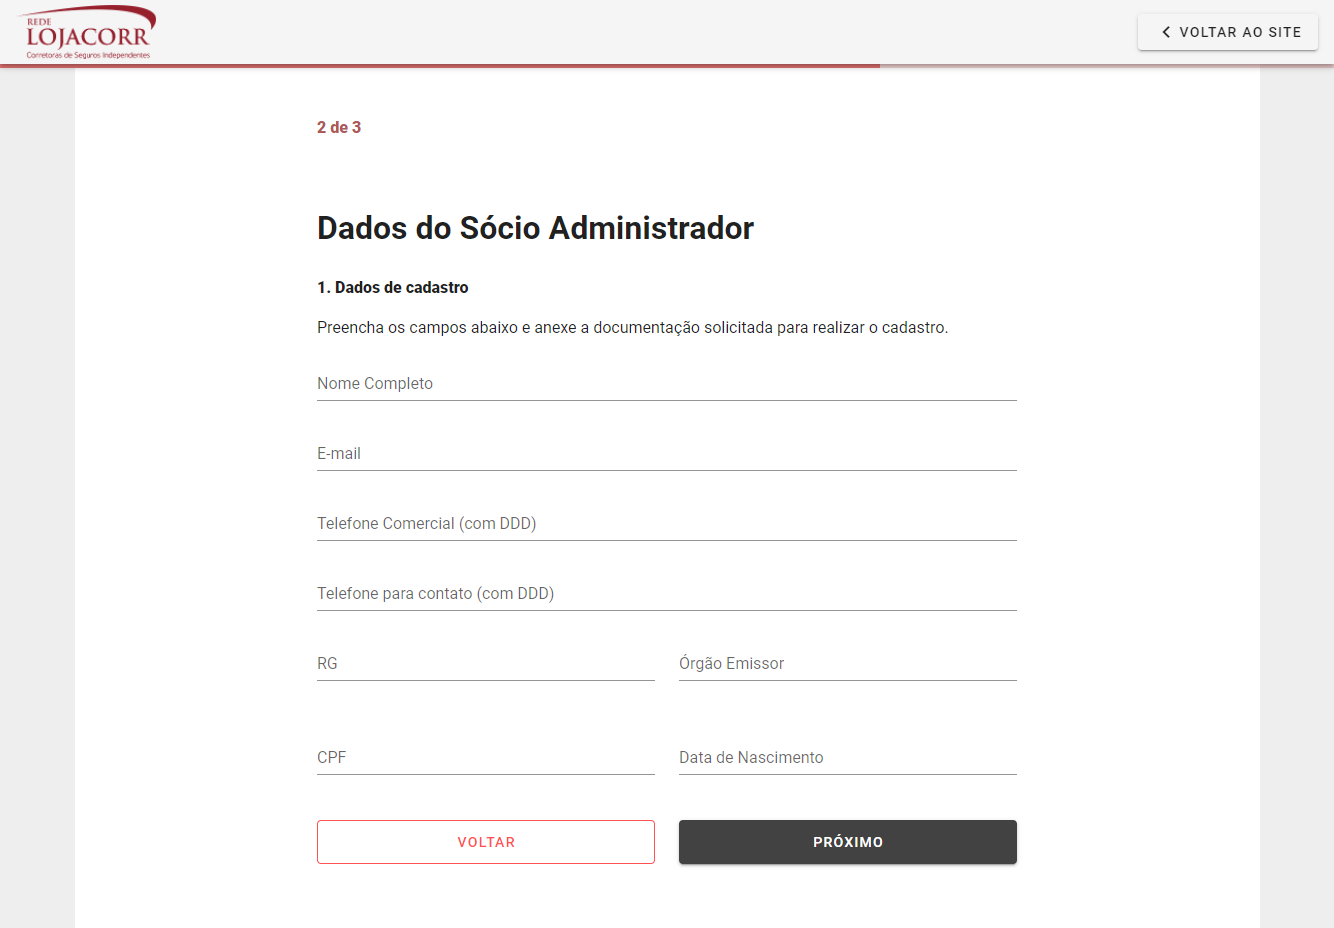 REDE
LOJACORR
Corretoras de Seguros Independentes
VOLTAR AO SITE
2 de 3
Dados do Sócio Administrador
1. Dados de cadastro
Preencha os campos abaixo e anexe a documentação solicitada para realizar o cadastro.
Nome Completo
E-mail
Telefone Comercial (com DDD)
Telefone para contato (com DDD)
RG
Órgão Emissor
CPF
Data de Nascimento
VOLTAR
PRÓXIMO